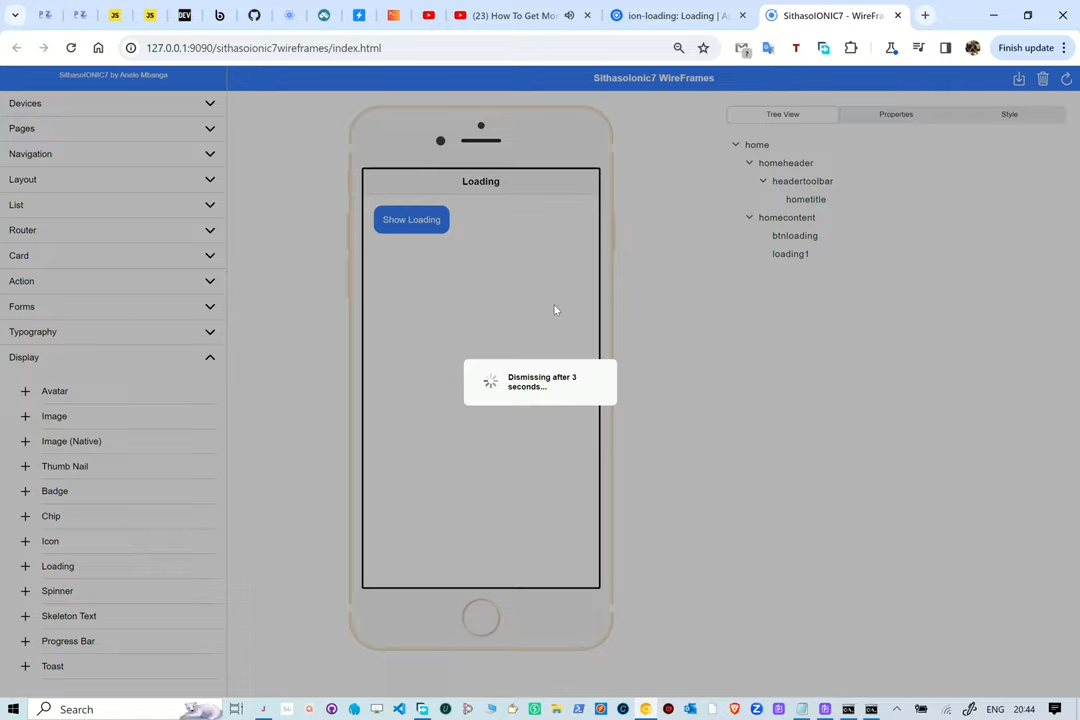 (23) How To Get Mor
ion-loading: Loading | Ap
SithasoIONIC7 - WireFra
127.0.0.1:9090/sithasoionic7wireframes/index.html
Finish update
SithasoIONIC7 by Anele Mbanga
SithasoIonic7 WireFrames
Devices
Pages
Navigation
Layout
List
Router
Card
Action
Forms
Typography
Display
Avatar
Image
Image (Native)
Thumb Nail
Badge
Chip
Icon
Loading
Spinner
Skeleton Text
Progress Bar
Toast
Loading
Show Loading
Dismissing after 3
seconds...
Tree View
Properties
Style
home
homeheader
headertoolbar
hometitle
homecontent
btnloading
loading1
Search
ENG
20:44